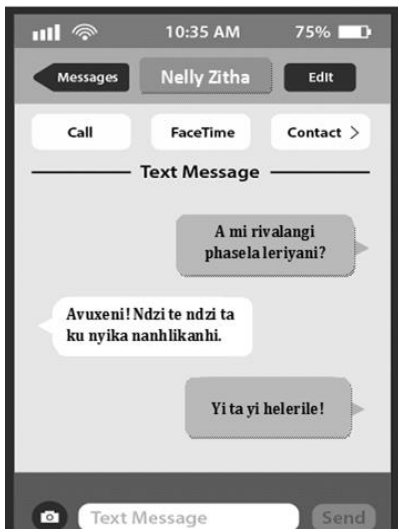 10:35 AM 75%
Messages Nelly Zitha Edit
Call FaceTime Contact >
Text Message
A mi rivalangi
phasela leriyani?
Avuxeni! Ndzi te ndzi ta
ku nyika nanhlikanhi.
Yi ta yi helerile!
Text Message Send